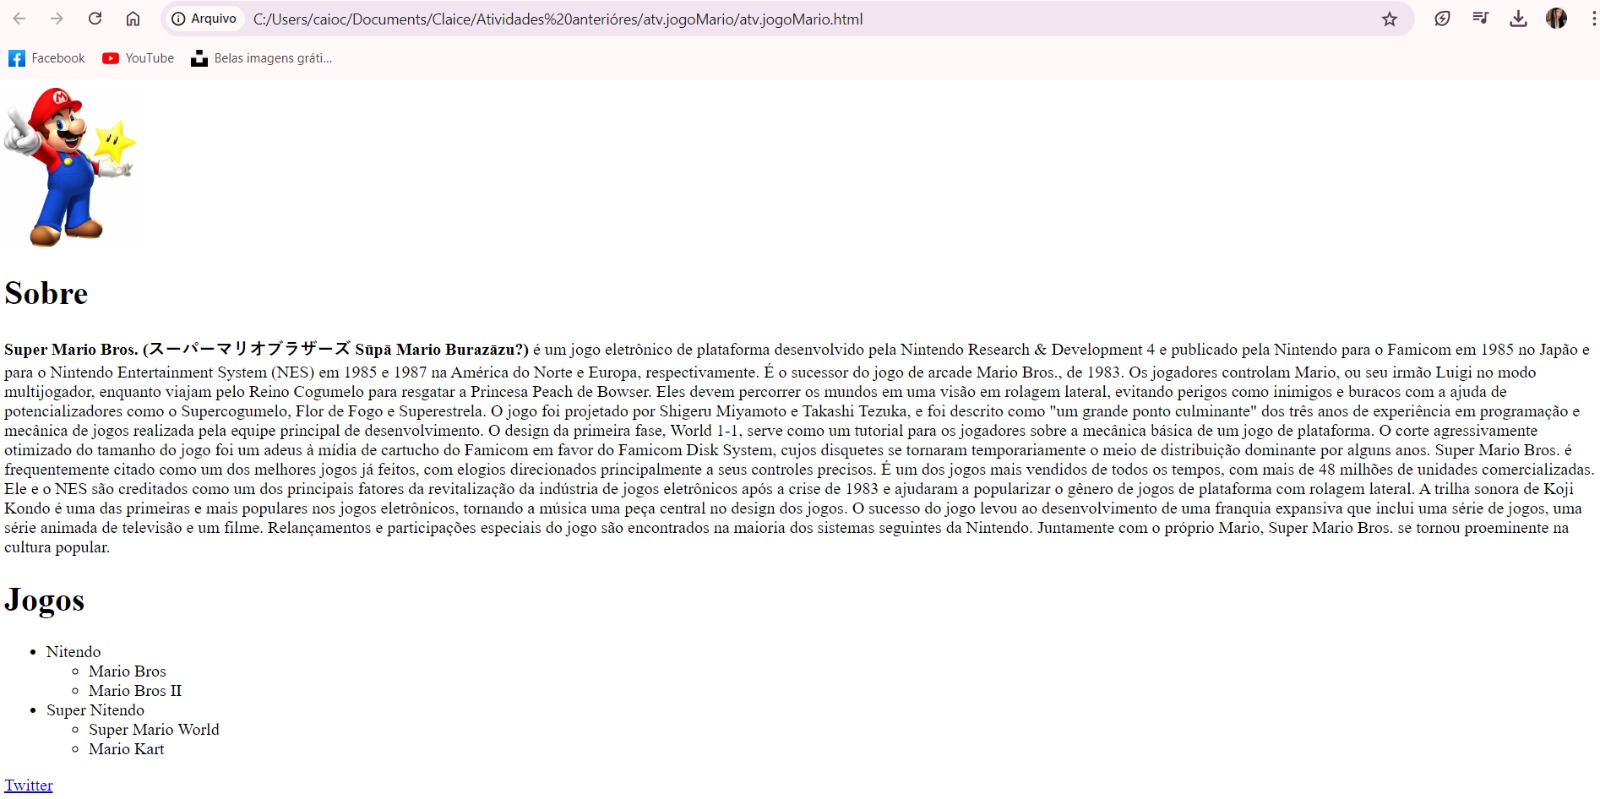 Arquivo C:/Users/caioc/Documents/Claice/Atividades%20anterióres/atv.jogoMario/atv.jogoMario.html
Facebook YouTube Belas imagens gráti...
M
Sobre
Super Mario Bros. (スーパーマリオブラザーズ Sūpā Mario Burazāzu?) é um jogo eletrônico de plataforma desenvolvido pela Nintendo Research & Development 4 e publicado pela Nintendo para o Famicom em 1985 no Japão e
para o Nintendo Entertainment System (NES) em 1985 e 1987 na América do Norte e Europa, respectivamente. É o sucessor do jogo de arcade Mario Bros., de 1983. Os jogadores controlam Mario, ou seu irmão Luigi no modo
multijogador, enquanto viajam pelo Reino Cogumelo para resgatar a Princesa Peach de Bowser. Eles devem percorrer os mundos em uma visão em rolagem lateral, evitando perigos como inimigos e buracos com a ajuda de
potencializadores como o Supercogumelo, Flor de Fogo e Superestrela. O jogo foi projetado por Shigeru Miyamoto e Takashi Tezuka, e foi descrito como "um grande ponto culminante" dos três anos de experiência em programação e
mecânica de jogos realizada pela equipe principal de desenvolvimento. O design da primeira fase, World 1-1, serve como um tutorial para os jogadores sobre a mecânica básica de um jogo de plataforma. O corte agressivamente
otimizado do tamanho do jogo foi um adeus à mídia de cartucho do Famicom em favor do Famicom Disk System, cujos disquetes se tornaram temporariamente o meio de distribuição dominante por alguns anos. Super Mario Bros. é
frequentemente citado como um dos melhores jogos já feitos, com elogios direcionados principalmente a seus controles precisos. É um dos jogos mais vendidos de todos os tempos, com mais de 48 milhões de unidades comercializadas.
Ele e o NES são creditados como um dos principais fatores da revitalização da indústria de jogos eletrônicos após a crise de 1983 e ajudaram a popularizar o gênero de jogos de plataforma com rolagem lateral. A trilha sonora de Koji
Kondo é uma das primeiras e mais populares nos jogos eletrônicos, tornando a música uma peça central no design dos jogos. O sucesso do jogo levou ao desenvolvimento de uma franquia expansiva que inclui uma série de jogos, uma
série animada de televisão e um filme. Relançamentos e participações especiais do jogo são encontrados na maioria dos sistemas seguintes da Nintendo. Juntamente com o próprio Mario, Super Mario Bros. se tornou proeminente na
cultura popular.
Jogos
Nitendo
Mario Bros
Mario Bros II
Super Nitendo
Super Mario World
Mario Kart
Twitter